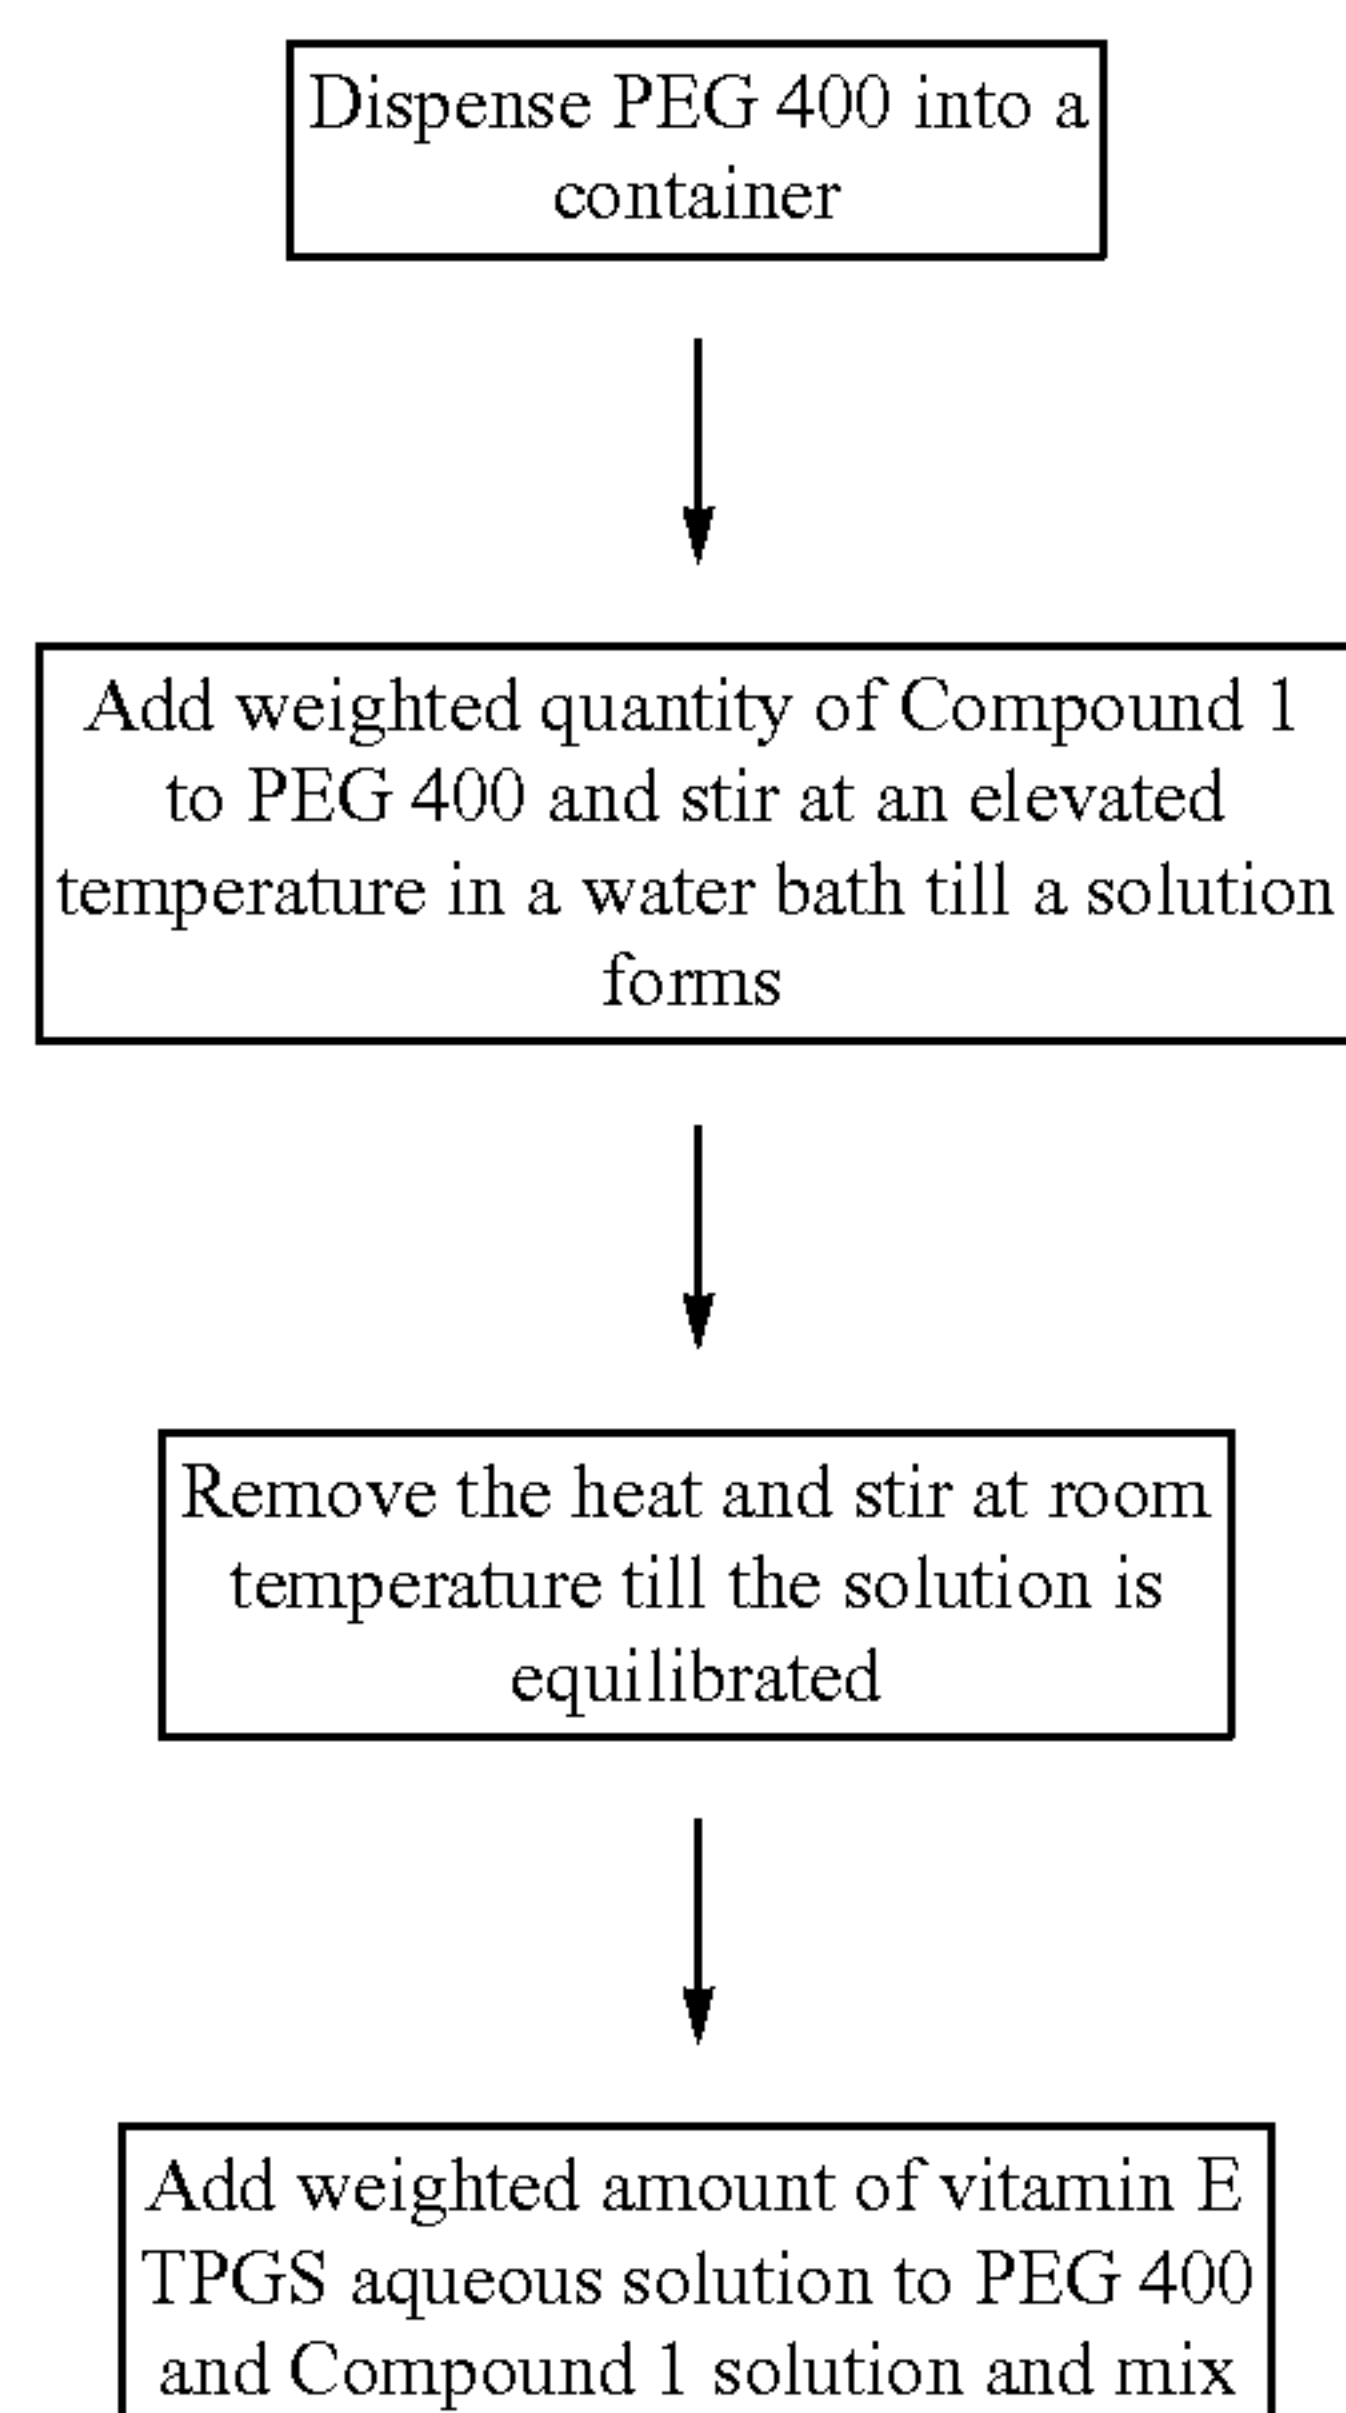 Dispense PEG 400 into a
container
Add weighted quantity of Compound 1
to PEG 400 and stir at an elevated
temperature in a water bath till a solution
forms
Remove the heat and stir at room
temperature till the solution is
equilibrated
Add weighted amount of vitamin E
TPGS aqueous solution to PEG 400
and Compound 1 solution and mix